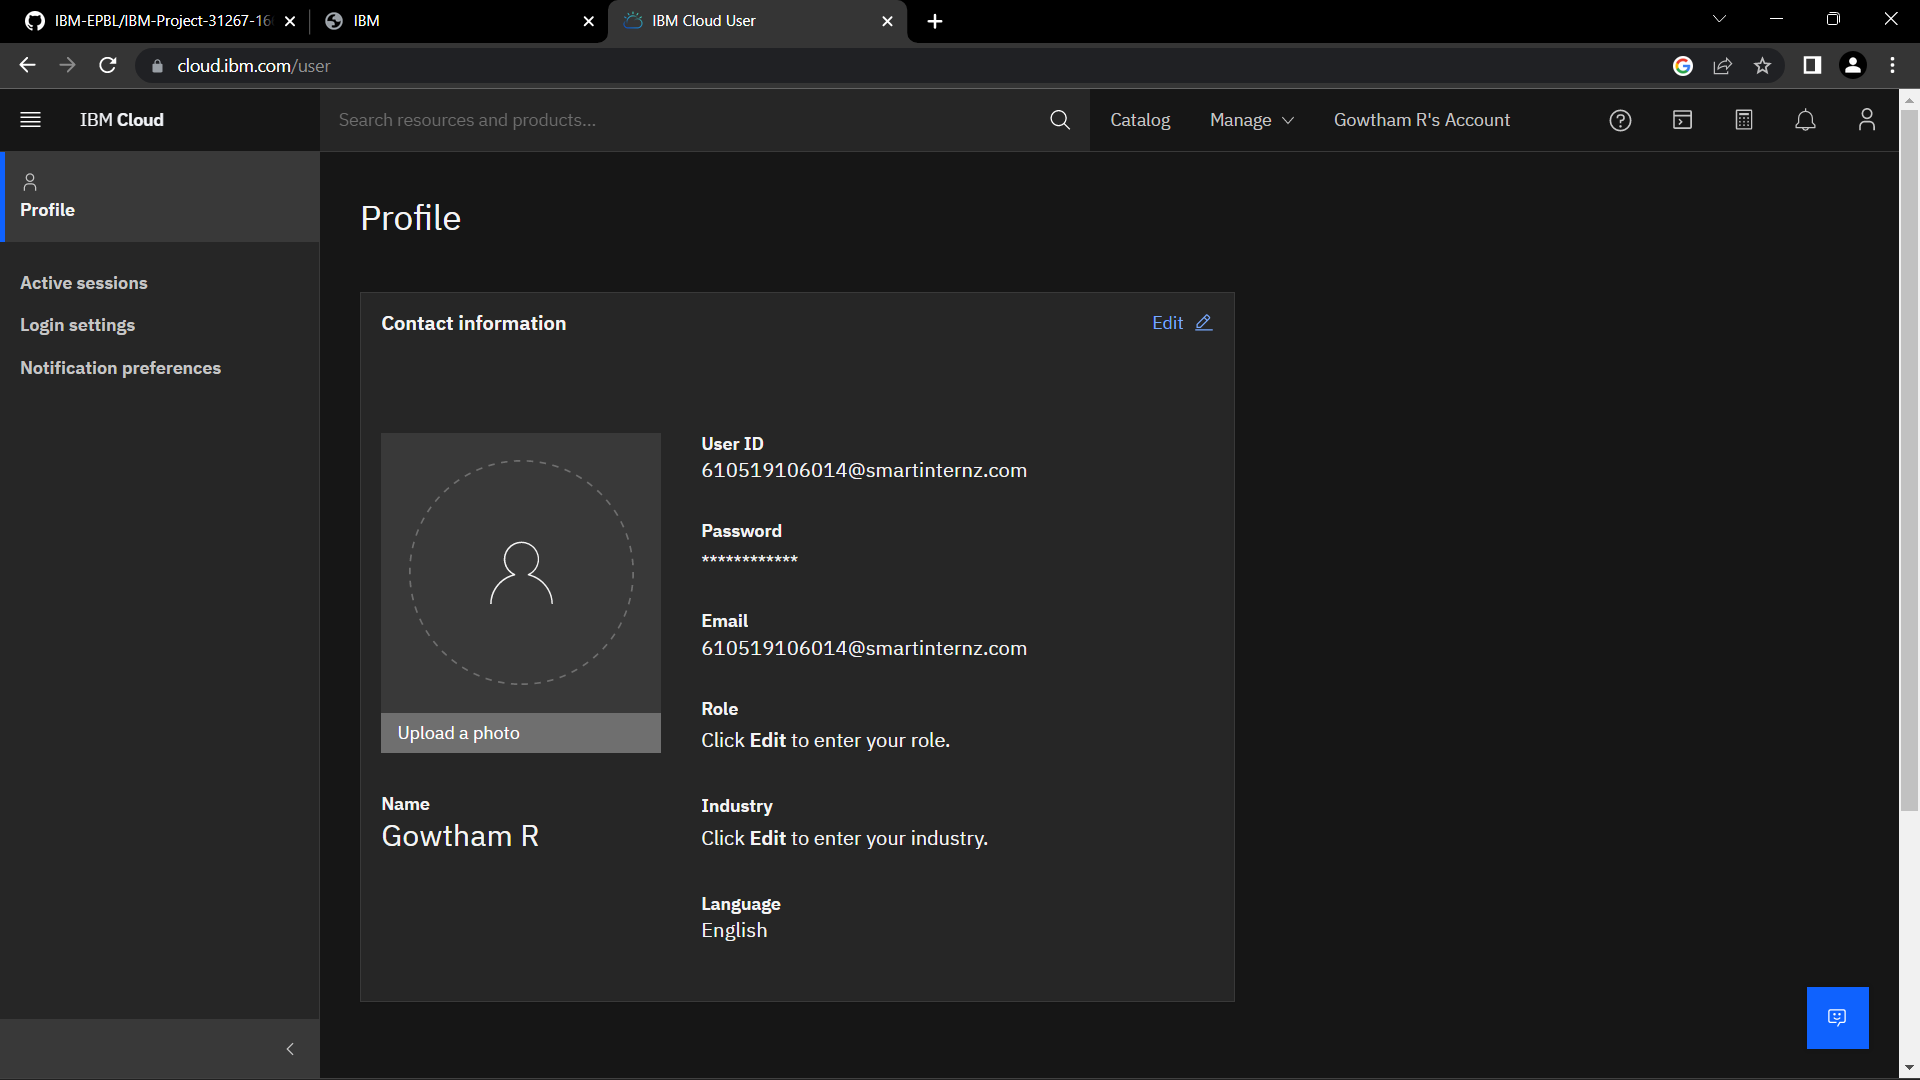 IBM-EPBL/IBM-Project-31267-16
IBM
IBM Cloud User
cloud.ibm.com/user
IBM Cloud
Search resources and products...
Catalog
Manage
Gowtham R's Account
Profile
Active sessions
Login settings
Notification preferences
Profile
Contact information
Edit
User ID
610519106014@smartinternz.com
Password
************
Email
610519106014@smartinternz.com
Role
Click Edit to enter your role.
Upload a photo
Name
Gowtham R
Industry
Click Edit to enter your industry.
Language
English